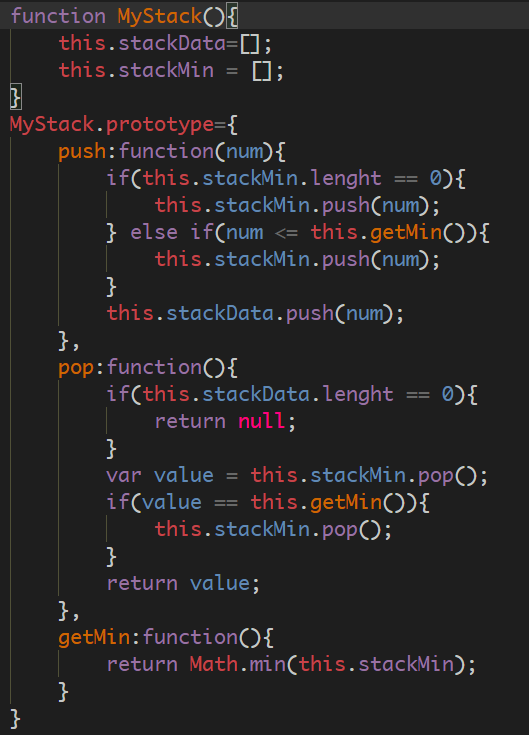 function MyStack(){
    this.stackData=[];
    this.stackMin = [];
}
MyStack.prototype={
    push:function(num){
        if(this.stackMin.lenght == 0){
            this.stackMin.push(num);
        } else if(num <= this.getMin()){
            this.stackMin.push(num);
        }
        this.stackData.push(num);
    },
    pop:function(){
        if(this.stackData.lenght == 0){
            return null;
        }
        var value = this.stackMin.pop();
        if(value == this.getMin()){
            this.stackMin.pop();
        }
        return value;
    },
    getMin:function(){
        return Math.min(this.stackMin);
    }
}